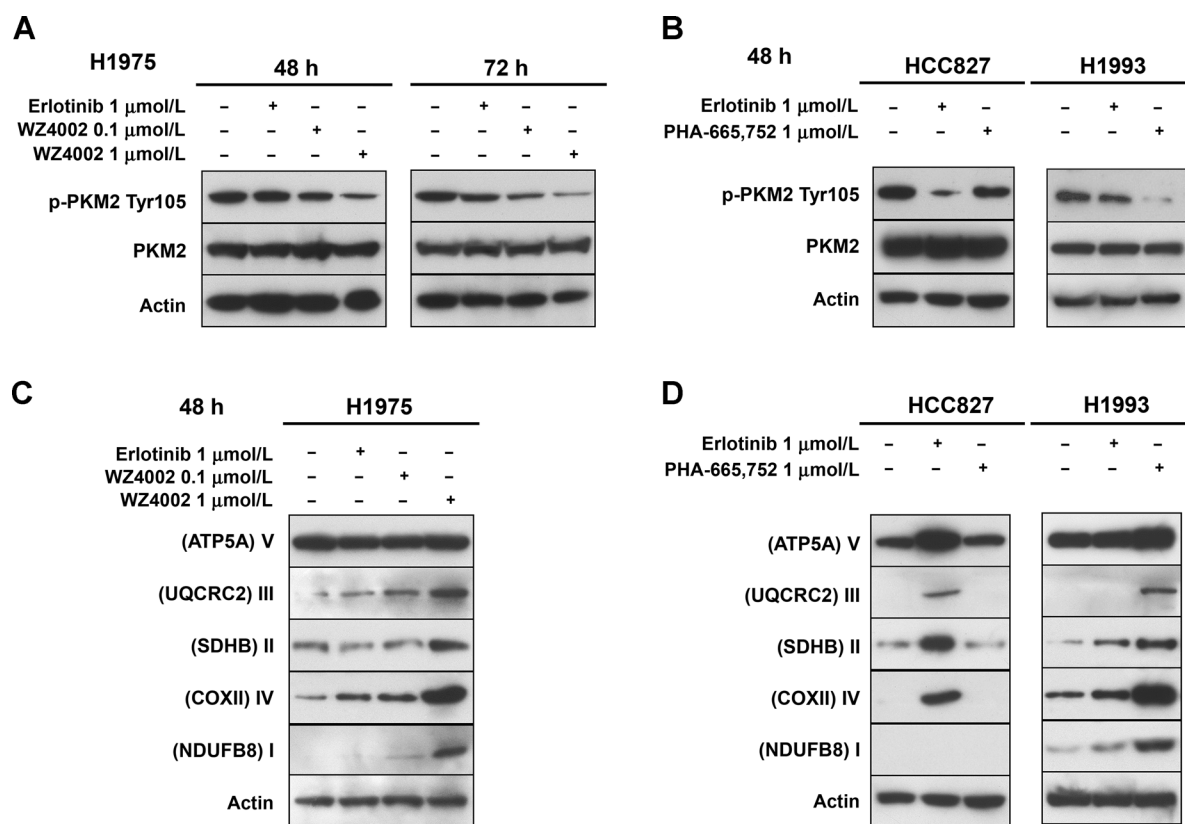 A
H1975
48 h
72 h
Erlotinib 1 μmol/L – + – – – + – –
WZ4002 0.1 μmol/L – – + – – – + –
WZ4002 1 μmol/L – – – + – – – +
p-PKM2 Tyr105
PKM2
Actin
B
48 h
HCC827
H1993
Erlotinib 1 μmol/L – + – – + –
PHA-665,752 1 μmol/L – – + – – +
p-PKM2 Tyr105
PKM2
Actin
C
48 h
H1975
Erlotinib 1 μmol/L – + – –
WZ4002 0.1 μmol/L – – + –
WZ4002 1 μmol/L – – – +
(ATP5A) V
(UQCRC2) III
(SDHB) II
(COXII) IV
(NDUFB8) I
Actin
D
HCC827
H1993
Erlotinib 1 μmol/L – + – – + –
PHA-665,752 1 μmol/L – – + – – +
(ATP5A) V
(UQCRC2) III
(SDHB) II
(COXII) IV
(NDUFB8) I
Actin